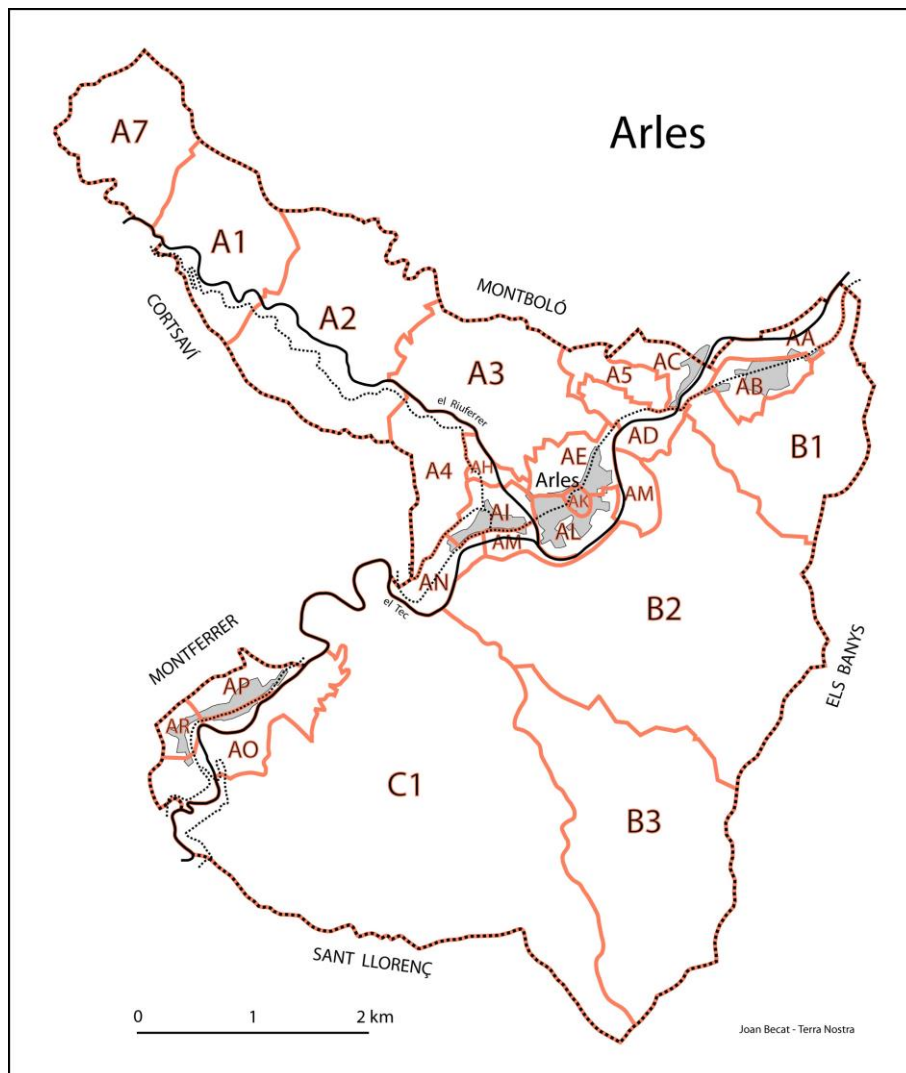 Arles
A7
A1
A2
MONTBOLÓ
CORTSAVÍ
A3
AC
AA
A5
AB
el Riuferrer
AD
B1
AE
A4
AH
Arles
AM
AK
AI
AL
AM
AN
el Tec
B2
MONTFERRER
ELS BANYS
AP
AR
AO
C1
B3
SANT LLORENÇ
0 1 2 km
Joan Becat - Terra Nostra